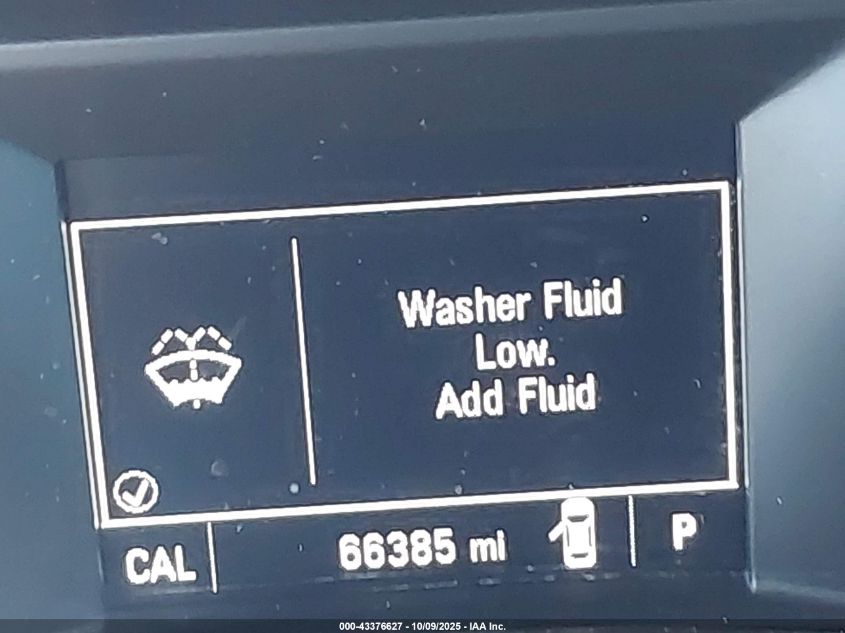 Washer Fluid
Low.
Add Fluid
CAL 66385 mi P
000-43376627 - 10/09/2025 - IAA Inc.